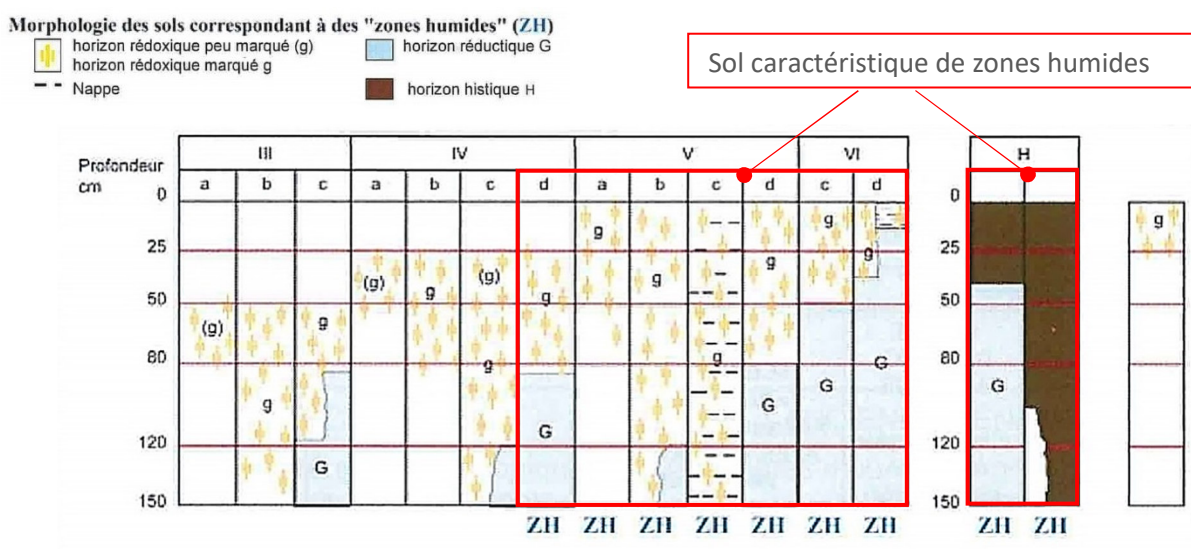 Morphologie des sols correspondant à des "zones humides" (ZH)
horizon rédoxique peu marqué (g)
horizon rédoxique marqué g
Nappe
horizon réductique G
horizon histique H
Sol caractéristique de zones humides
Profondeur
cm
III IV V VI H
a b c a b c d a b c d c d
0 0
25 25
50 50
80 80
120 120
150 150
g g g
(g) g (g) g g g g
(g) g
g g G
g G G
G G
ZH ZH ZH ZH ZH ZH ZH ZH